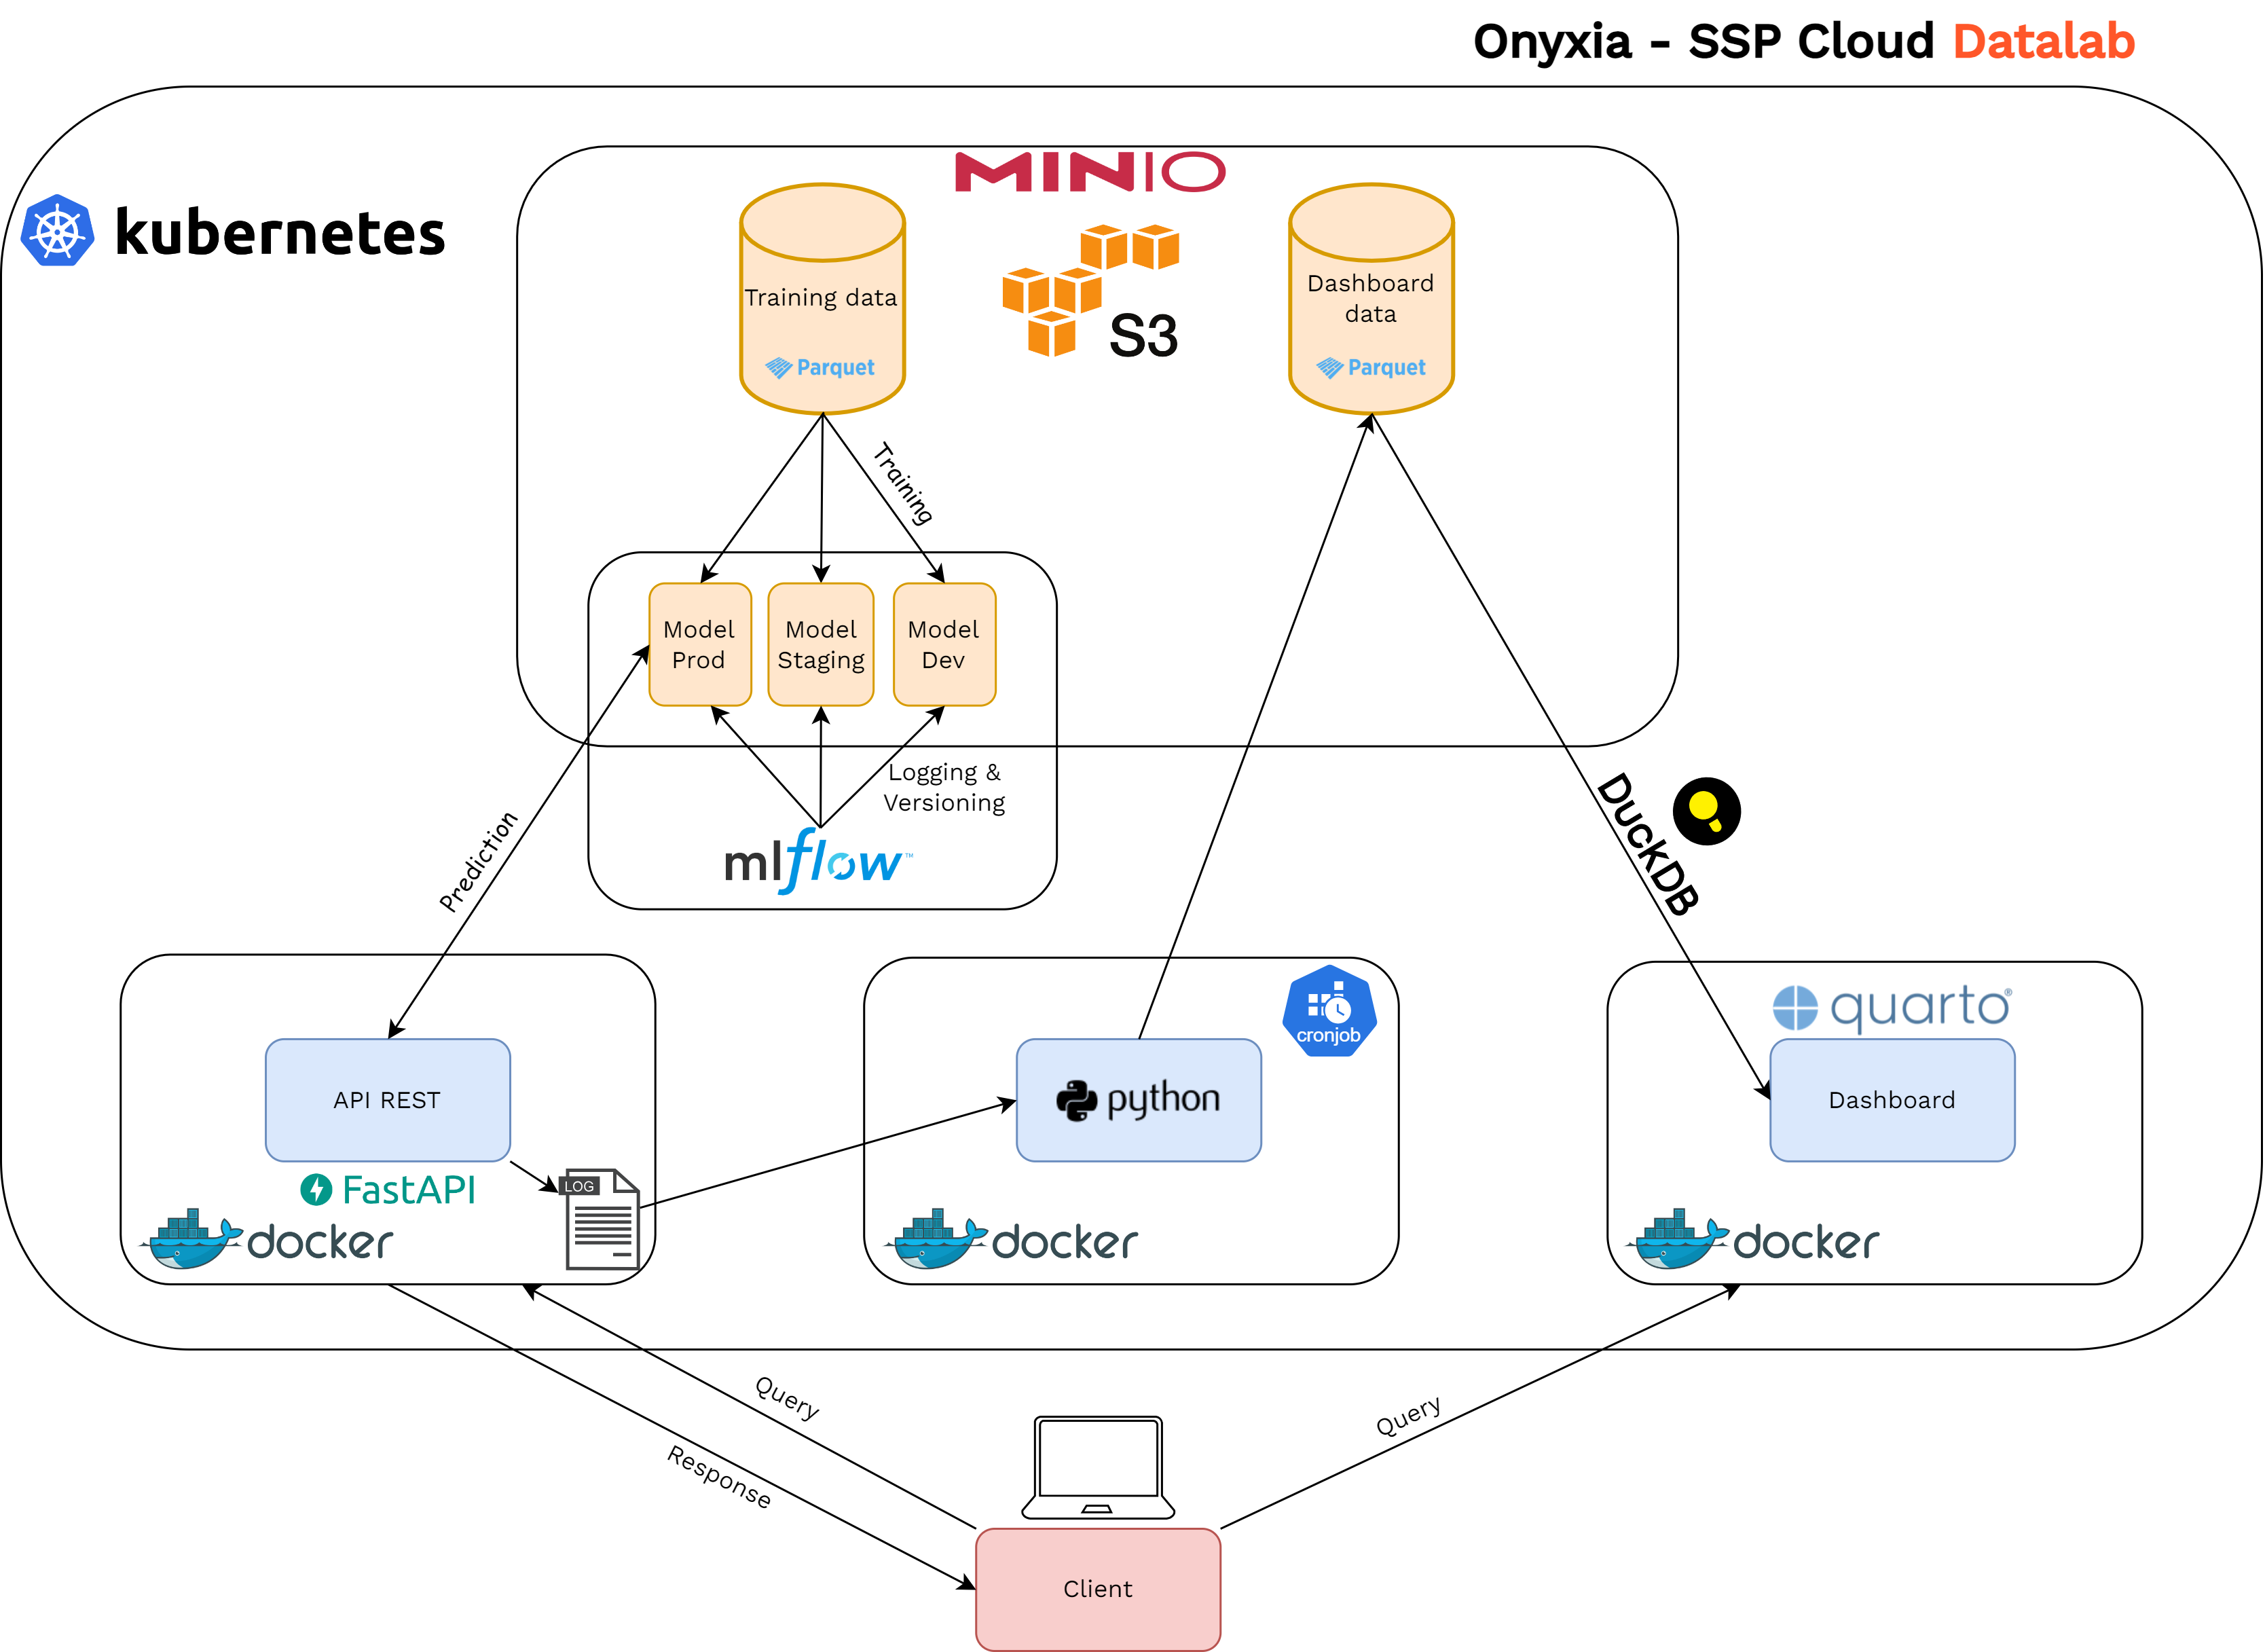 Onyxia - SSP Cloud Datalab
MINIO
kubernetes
S3
Training data
Parquet
Dashboard
data
Parquet
Training
Model
Prod
Model
Staging
Model
Dev
Logging &
Versioning
mlflow™
Prediction
DuckDB
API REST
FastAPI
LOG
docker
cronjob
python
docker
quarto®
Dashboard
docker
Query
Response
Query
Client